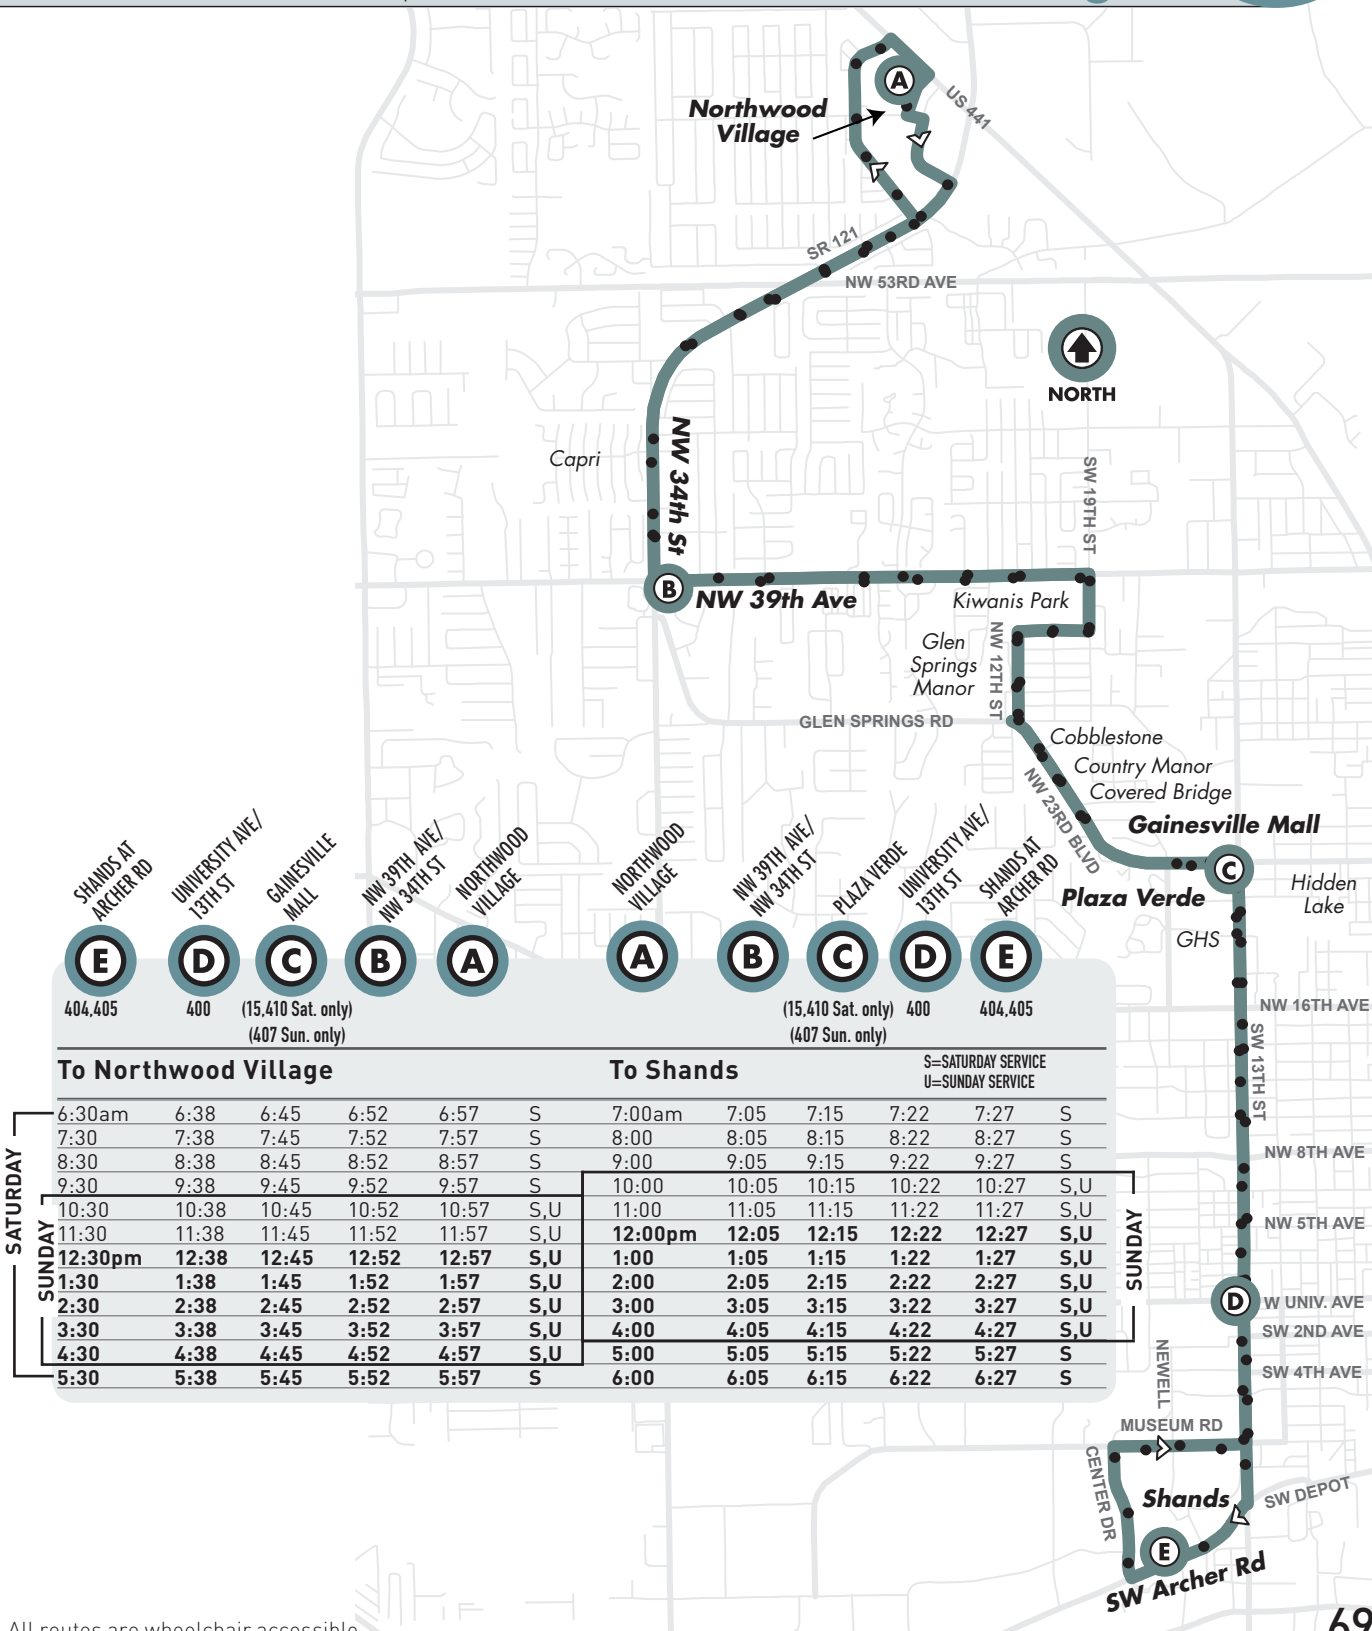 A
Northwood
Village
US 441
SR 121
NW 53RD AVE
NORTH
Capri
NW 34th St
SW 19TH ST
B
NW 39th Ave
Kiwanis Park
Glen
Springs
Manor
NW 12TH ST
GLEN SPRINGS RD
Cobblestone
Country Manor
Covered Bridge
NW 23RD BLVD
Gainesville Mall
C
Plaza Verde
Hidden
Lake
GHS
NW 16TH AVE
SW 13TH ST
NW 8TH AVE
NW 5TH AVE
D
W UNIV. AVE
SW 2ND AVE
SW 4TH AVE
NEWELL
MUSEUM RD
CENTER DR
Shands
SW DEPOT
E
SW Archer Rd
SHANDS AT
ARCHER RD
UNIVERSITY AVE/
13TH ST
GAINESVILLE
MALL
NW 39TH AVE/
NW 34TH ST
NORTHWOOD
VILLAGE
NORTHWOOD
VILLAGE
NW 39TH AVE/
NW 34TH ST
PLAZA VERDE
UNIVERSITY AVE/
13TH ST
SHANDS AT
ARCHER RD
E D C B A A B C D E
404,405 400 (15,410 Sat. only) (15,410 Sat. only) 400 404,405
(407 Sun. only) (407 Sun. only)
To Northwood Village To Shands
S=SATURDAY SERVICE
U=SUNDAY SERVICE
6:30am 6:38 6:45 6:52 6:57 S 7:00am 7:05 7:15 7:22 7:27 S
7:30 7:38 7:45 7:52 7:57 S 8:00 8:05 8:15 8:22 8:27 S
8:30 8:38 8:45 8:52 8:57 S 9:00 9:05 9:15 9:22 9:27 S
9:30 9:38 9:45 9:52 9:57 S 10:00 10:05 10:15 10:22 10:27 S,U
10:30 10:38 10:45 10:52 10:57 S,U 11:00 11:05 11:15 11:22 11:27 S,U
11:30 11:38 11:45 11:52 11:57 S,U 12:00pm 12:05 12:15 12:22 12:27 S,U
12:30pm 12:38 12:45 12:52 12:57 S,U 1:00 1:05 1:15 1:22 1:27 S,U
1:30 1:38 1:45 1:52 1:57 S,U 2:00 2:05 2:15 2:22 2:27 S,U
2:30 2:38 2:45 2:52 2:57 S,U 3:00 3:05 3:15 3:22 3:27 S,U
3:30 3:38 3:45 3:52 3:57 S,U 4:00 4:05 4:15 4:22 4:27 S,U
4:30 4:38 4:45 4:52 4:57 S,U 5:00 5:05 5:15 5:22 5:27 S
5:30 5:38 5:45 5:52 5:57 S 6:00 6:05 6:15 6:22 6:27 S
SATURDAY
SUNDAY
SUNDAY
All routes are wheelchair accessible
69